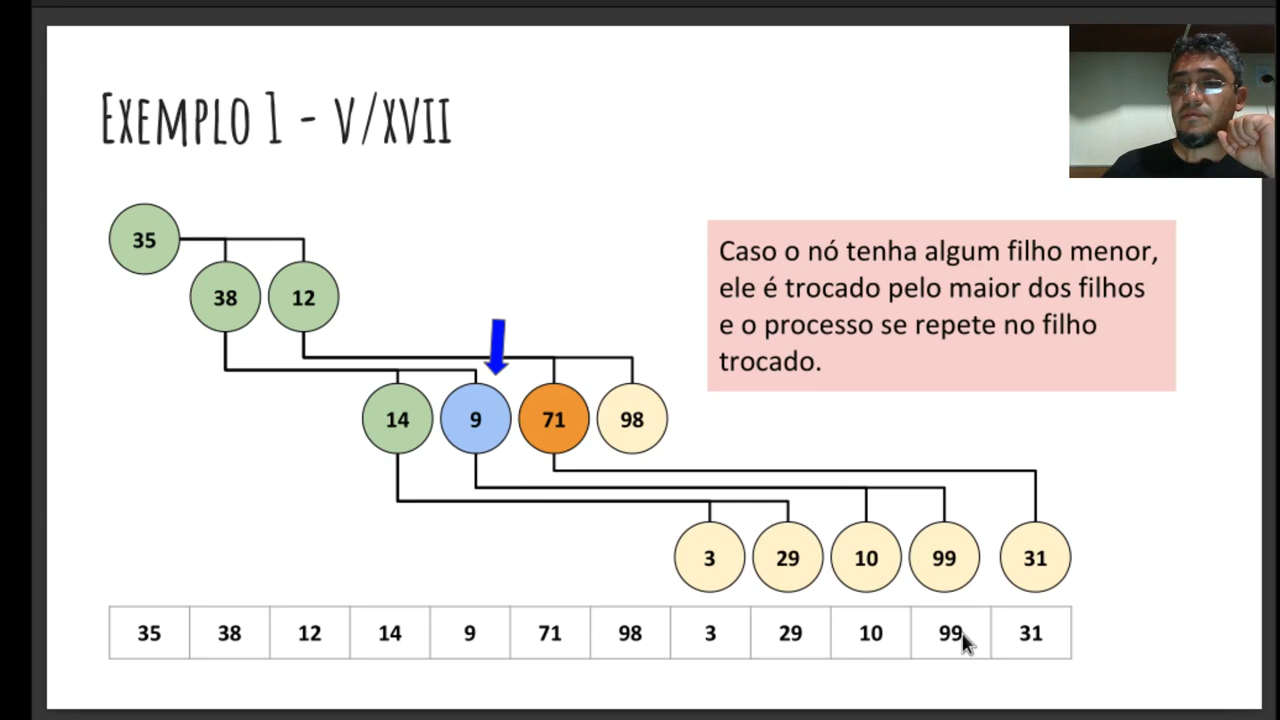 EXEMPLO 1 - V/XVII
35
38 12
14 9 71 98
3 29 10 99 31
Caso o nó tenha algum filho menor,
ele é trocado pelo maior dos filhos
e o processo se repete no filho
trocado.
35 38 12 14 9 71 98 3 29 10 99 31